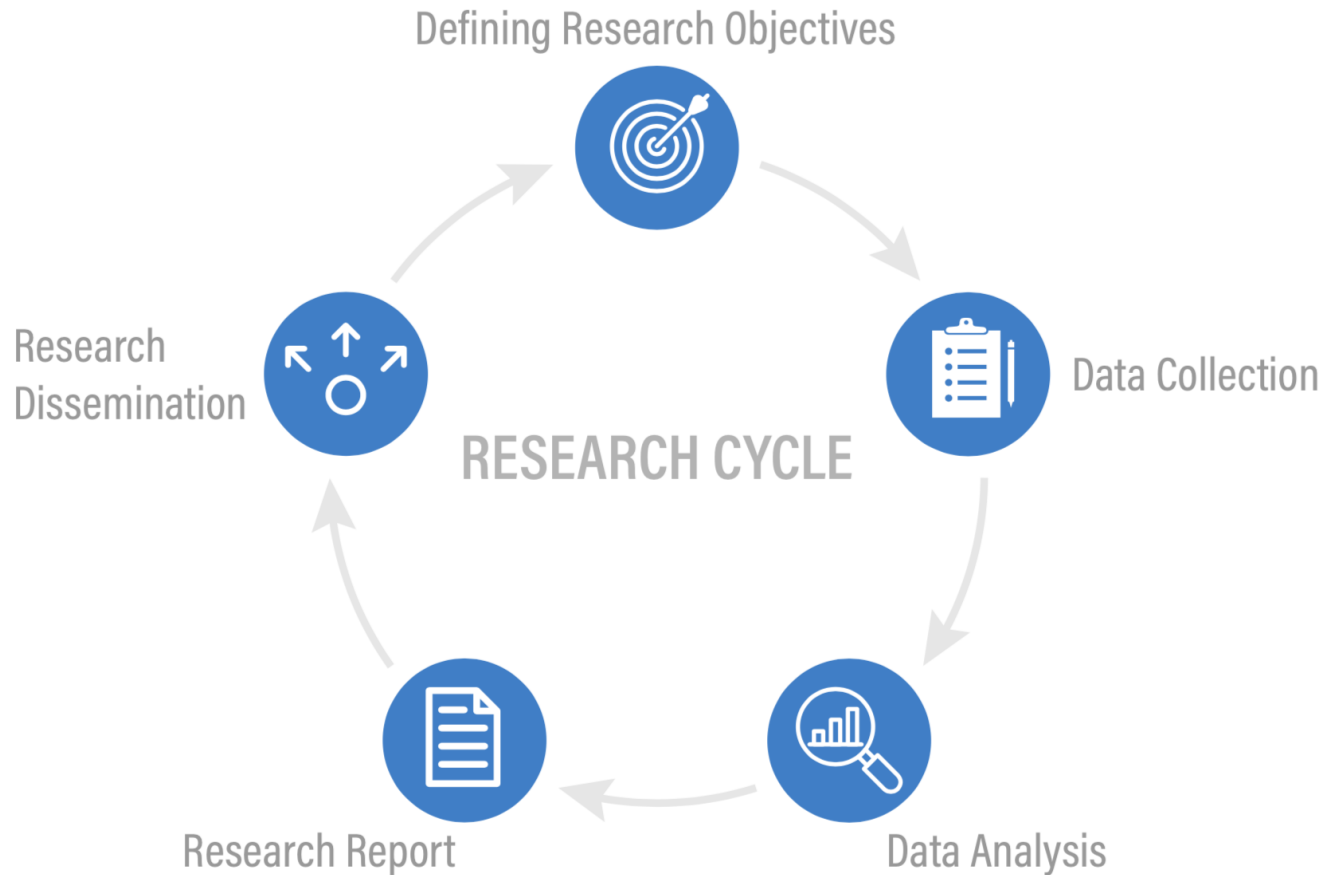 Defining Research Objectives
Data Collection
Data Analysis
Research Report
Research
Dissemination
RESEARCH CYCLE